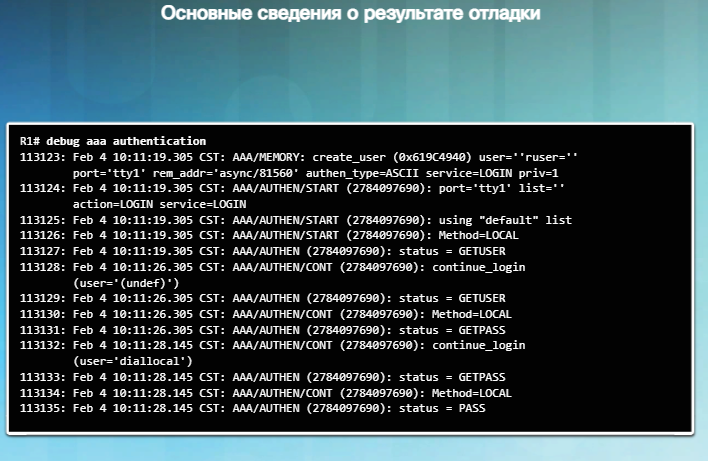 Основные сведения о результате отладки
R1# debug aaa authentication
113123: Feb 4 10:11:19.305 CST: AAA/MEMORY: create_user (0x619C4940) user=''ruser=''
port='tty1' rem_addr='async/81560' authen_type=ASCII service=LOGIN priv=1
113124: Feb 4 10:11:19.305 CST: AAA/AUTHEN/START (2784097690): port='tty1' list=''
action=LOGIN service=LOGIN
113125: Feb 4 10:11:19.305 CST: AAA/AUTHEN/START (2784097690): using "default" list
113126: Feb 4 10:11:19.305 CST: AAA/AUTHEN/START (2784097690): Method=LOCAL
113127: Feb 4 10:11:19.305 CST: AAA/AUTHEN (2784097690): status = GETUSER
113128: Feb 4 10:11:26.305 CST: AAA/AUTHEN/CONT (2784097690): continue_login
(user='(undef)')
113129: Feb 4 10:11:26.305 CST: AAA/AUTHEN (2784097690): status = GETUSER
113130: Feb 4 10:11:26.305 CST: AAA/AUTHEN/CONT (2784097690): Method=LOCAL
113131: Feb 4 10:11:26.305 CST: AAA/AUTHEN (2784097690): status = GETPASS
113132: Feb 4 10:11:28.145 CST: AAA/AUTHEN/CONT (2784097690): continue_login
(user='diallocal')
113133: Feb 4 10:11:28.145 CST: AAA/AUTHEN (2784097690): status = GETPASS
113134: Feb 4 10:11:28.145 CST: AAA/AUTHEN/CONT (2784097690): Method=LOCAL
113135: Feb 4 10:11:28.145 CST: AAA/AUTHEN (2784097690): status = PASS